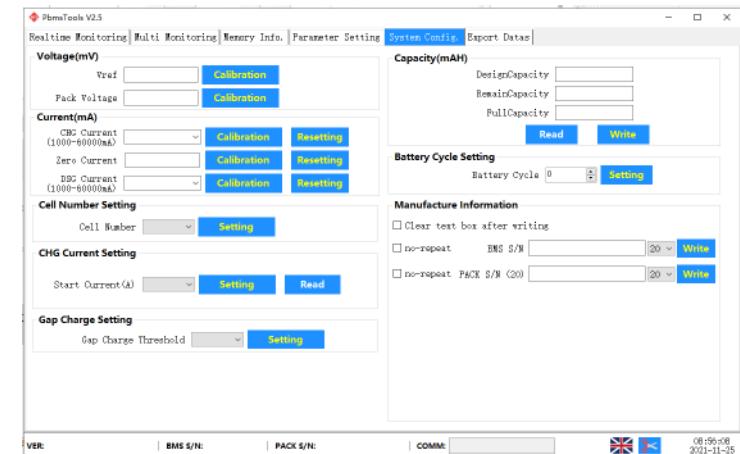 PbmsTools V2.5
Realtime Monitoring Multi Monitoring Memory Info. Parameter Setting System Config. Export Datas
Voltage(mV)
Vref Calibration
Pack Voltage Calibration
Current(mA)
CHG Current
(1000-60000mA) Calibration Resetting
Zero Current Calibration Resetting
DSG Current
(1000-60000mA) Calibration Resetting
Cell Number Setting
Cell Number Setting
CHG Current Setting
Start Current(A) Setting Read
Gap Charge Setting
Gap Charge Threshold Setting
Capacity(mAH)
DesignCapacity
RemainCapacity
FullCapacity
Read Write
Battery Cycle Setting
Battery Cycle 0 Setting
Manufacture Information
Clear text box after writing
no-repeat BMS S/N 20 Write
no-repeat PACK S/N (20) 20 Write
VER: BMS S/N: PACK S/N: COMM: 08:56:08
2021-11-25